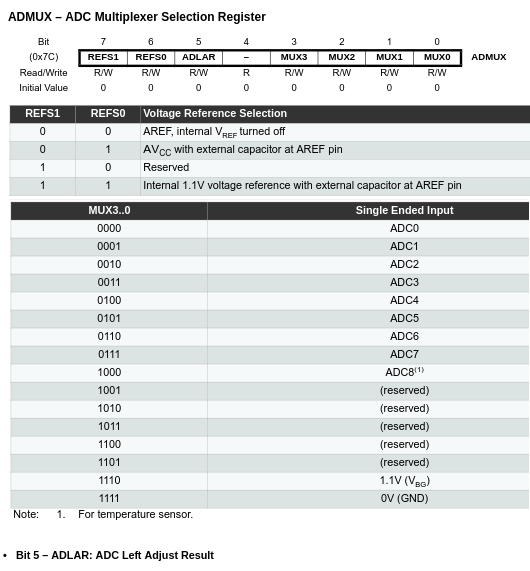 ADMUX – ADC Multiplexer Selection Register
Bit 7 6 5 4 3 2 1 0
(0x7C) REFS1 REFS0 ADLAR – MUX3 MUX2 MUX1 MUX0 ADMUX
Read/Write R/W R/W R/W R R/W R/W R/W R/W
Initial Value 0 0 0 0 0 0 0 0
REFS1 REFS0 Voltage Reference Selection
0 0 AREF, internal VREF turned off
0 1 AVCC with external capacitor at AREF pin
1 0 Reserved
1 1 Internal 1.1V voltage reference with external capacitor at AREF pin
MUX3..0 Single Ended Input
0000 ADC0
0001 ADC1
0010 ADC2
0011 ADC3
0100 ADC4
0101 ADC5
0110 ADC6
0111 ADC7
1000 ADC8(1)
1001 (reserved)
1010 (reserved)
1011 (reserved)
1100 (reserved)
1101 (reserved)
1110 1.1V (VBG)
1111 0V (GND)
Note: 1. For temperature sensor.
• Bit 5 – ADLAR: ADC Left Adjust Result